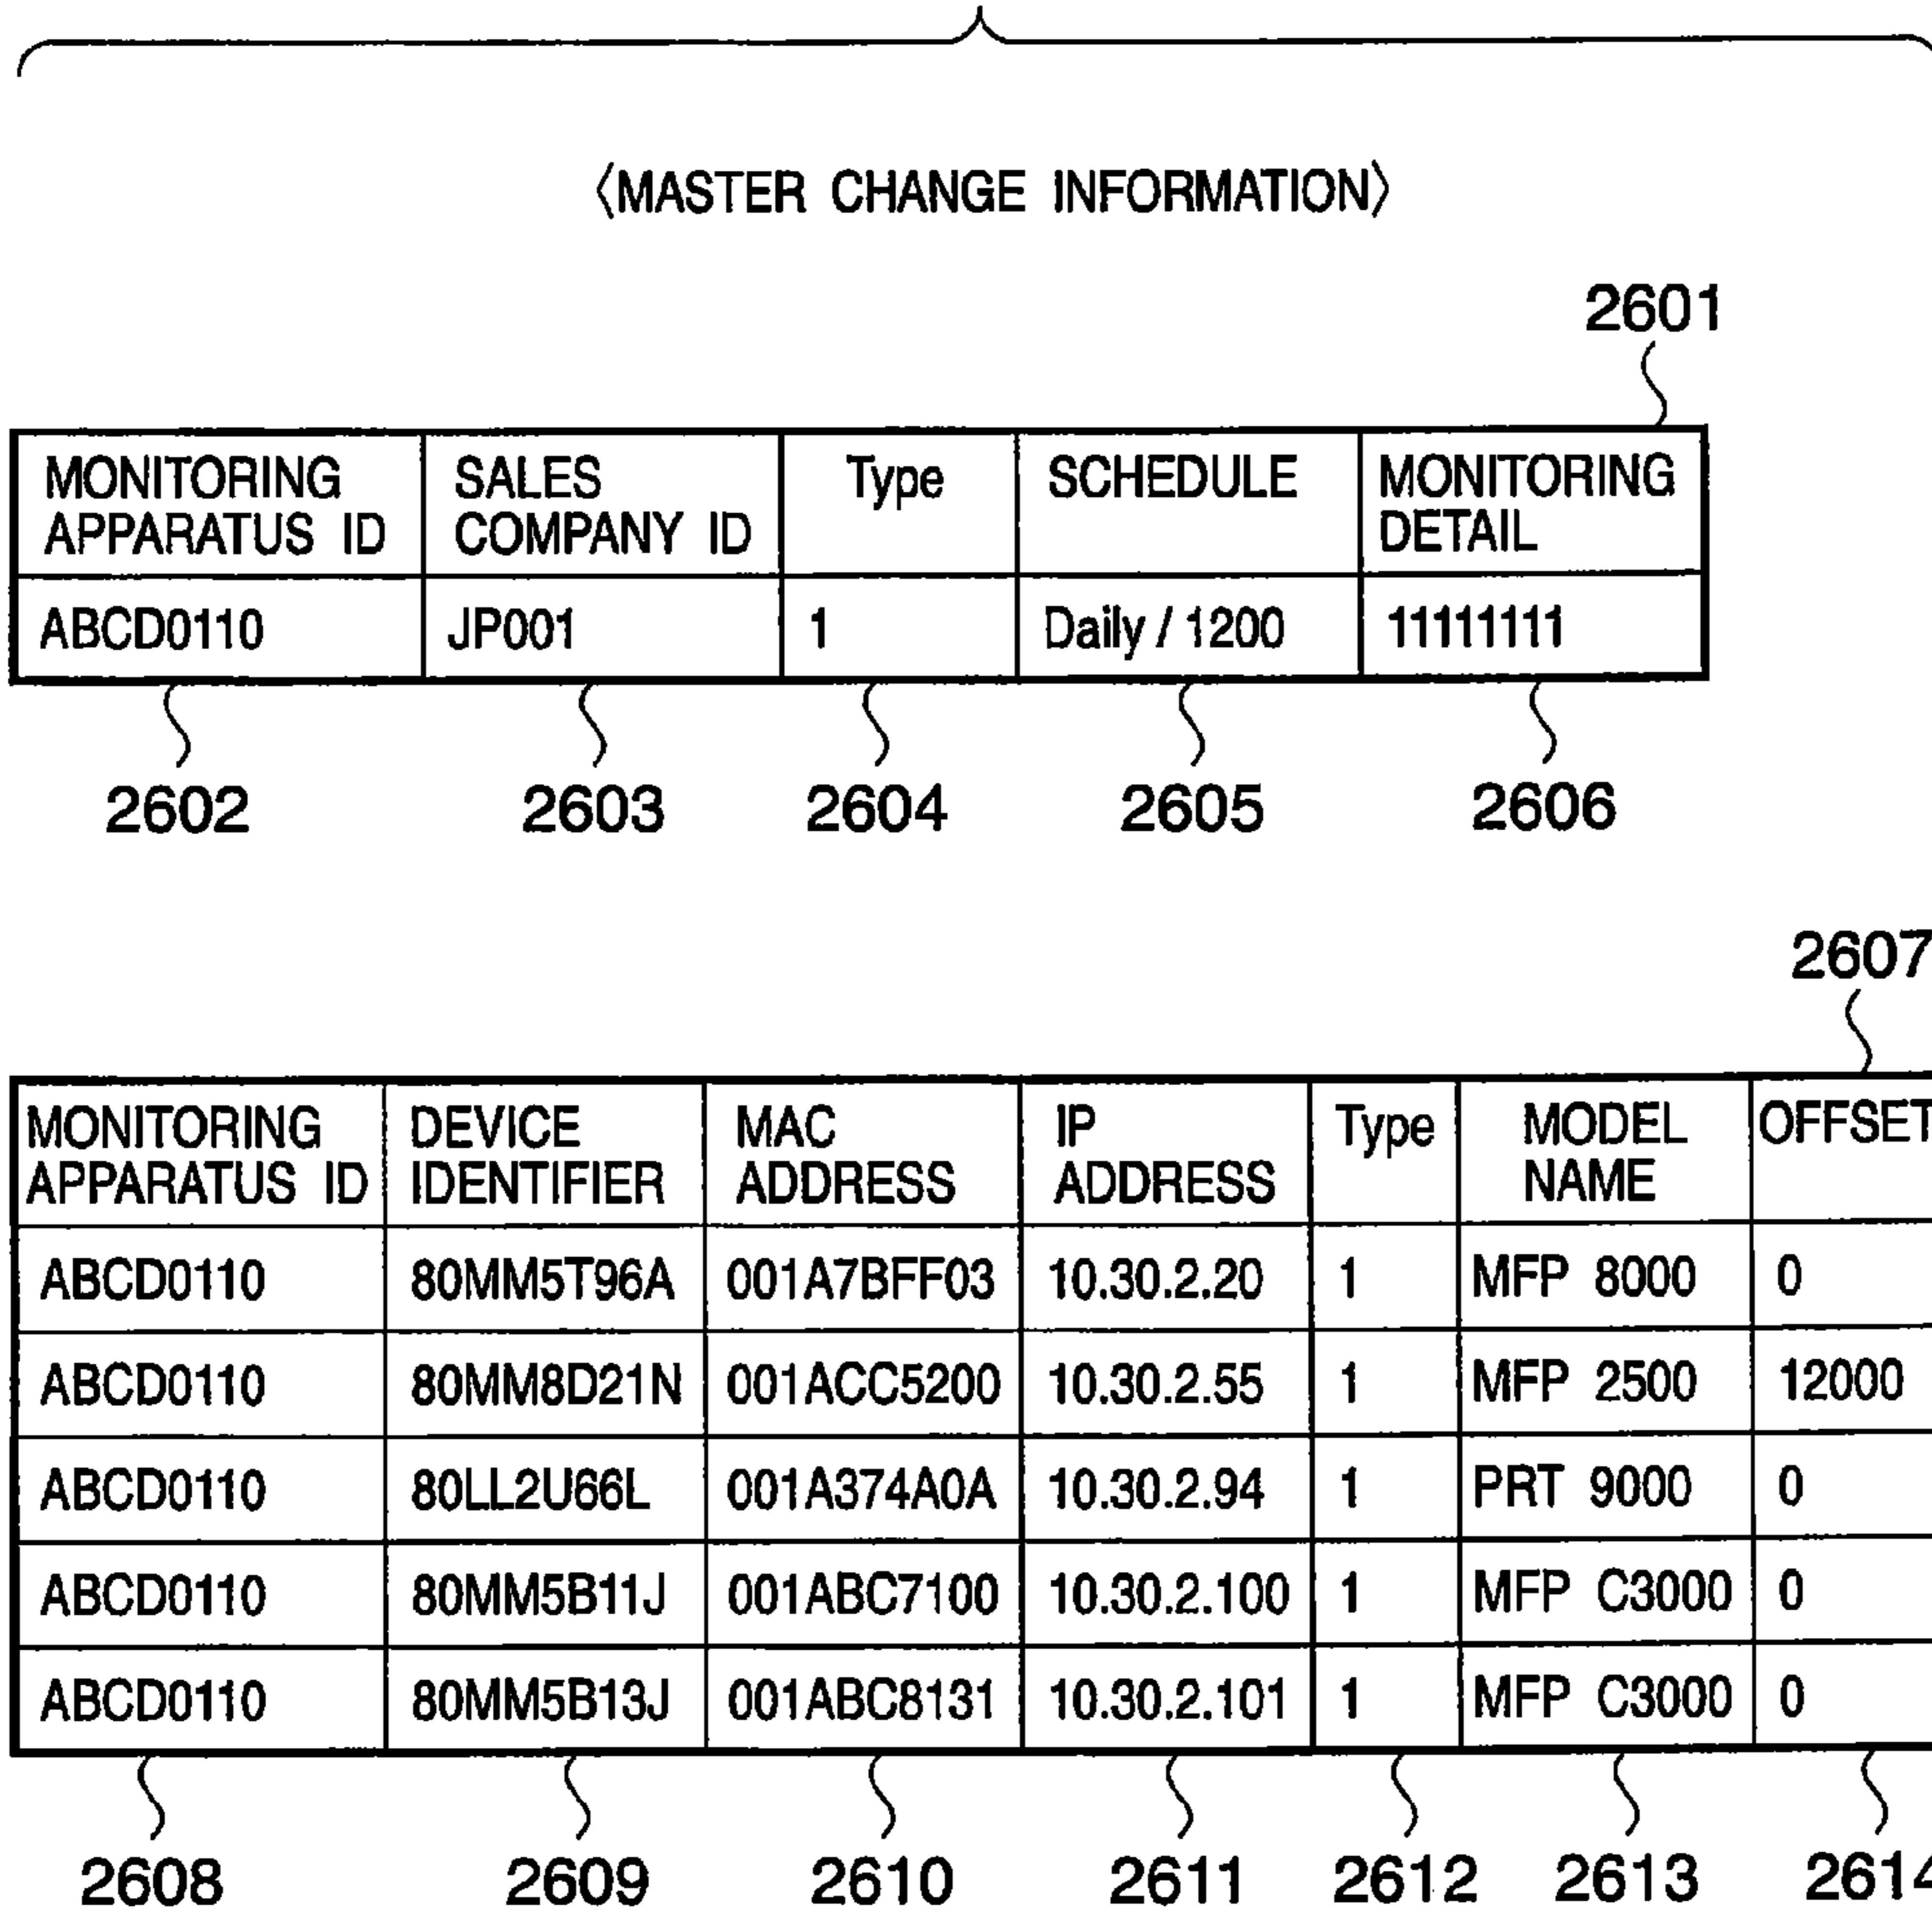 〈MASTER CHANGE INFORMATION〉
2601
MONITORING APPARATUS ID SALES COMPANY ID Type SCHEDULE MONITORING DETAIL
ABCD0110 JP001 1 Daily / 1200 11111111
2602 2603 2604 2605 2606
2607
MONITORING APPARATUS ID DEVICE IDENTIFIER MAC ADDRESS IP ADDRESS Type MODEL NAME OFFSET
ABCD0110 80MM5T96A 001A7BFF03 10.30.2.20 1 MFP 8000 0
ABCD0110 80MM8D21N 001ACC5200 10.30.2.55 1 MFP 2500 12000
ABCD0110 80LL2U66L 001A374A0A 10.30.2.94 1 PRT 9000 0
ABCD0110 80MM5B11J 001ABC7100 10.30.2.100 1 MFP C3000 0
ABCD0110 80MM5B13J 001ABC8131 10.30.2.101 1 MFP C3000 0
2608 2609 2610 2611 2612 2613 2614